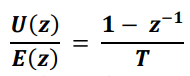 U(z)/E(z) = (1 − z⁻¹)/T